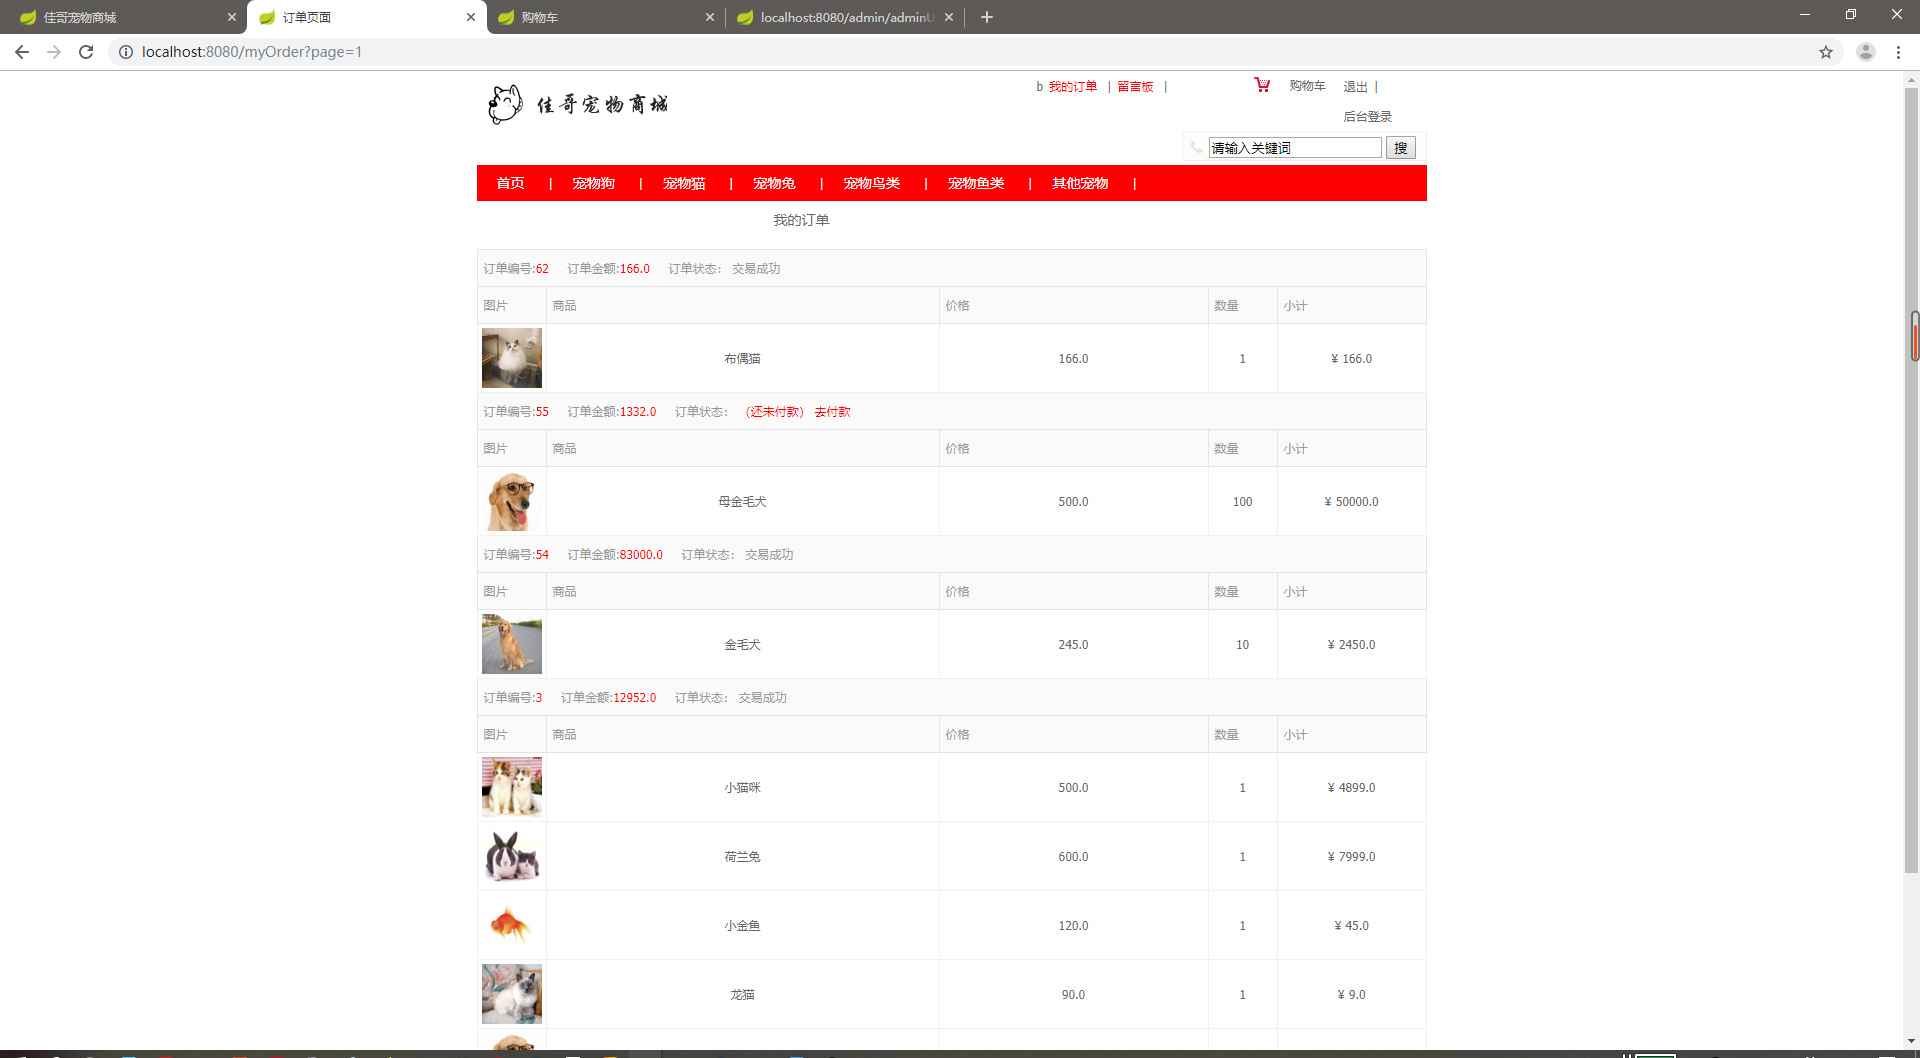 佳哥宠物商城
订单页面
购物车
localhost:8080/admin/adminU
localhost:8080/myOrder?page=1
佳哥宠物商城
b 我的订单 | 留言板 |
购物车 退出 |
后台登录
请输入关键词 搜
首页 | 宠物狗 | 宠物猫 | 宠物兔 | 宠物鸟类 | 宠物鱼类 | 其他宠物 |
我的订单
订单编号:62 订单金额:166.0 订单状态: 交易成功
图片 商品 价格 数量 小计
布偶猫 166.0 1 ¥ 166.0
订单编号:55 订单金额:1332.0 订单状态: （还未付款） 去付款
图片 商品 价格 数量 小计
母金毛犬 500.0 100 ¥ 50000.0
订单编号:54 订单金额:83000.0 订单状态: 交易成功
图片 商品 价格 数量 小计
金毛犬 245.0 10 ¥ 2450.0
订单编号:3 订单金额:12952.0 订单状态: 交易成功
图片 商品 价格 数量 小计
小猫咪 500.0 1 ¥ 4899.0
荷兰兔 600.0 1 ¥ 7999.0
小金鱼 120.0 1 ¥ 45.0
龙猫 90.0 1 ¥ 9.0